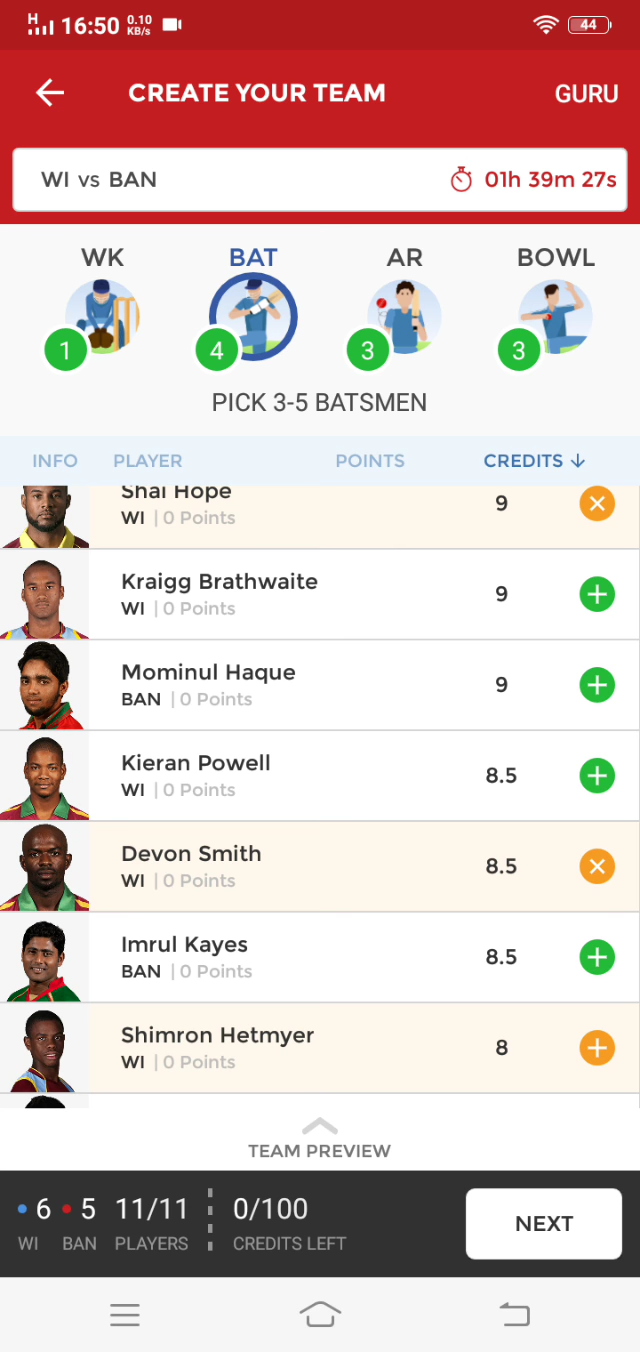 H 16:50 0.10 KB/s 44
CREATE YOUR TEAM GURU
WI vs BAN 01h 39m 27s
WK BAT AR BOWL
1 4 3 3
PICK 3-5 BATSMEN
INFO PLAYER POINTS CREDITS
Shai Hope
WI | 0 Points 9
Kraigg Brathwaite
WI | 0 Points 9
Mominul Haque
BAN | 0 Points 9
Kieran Powell
WI | 0 Points 8.5
Devon Smith
WI | 0 Points 8.5
Imrul Kayes
BAN | 0 Points 8.5
Shimron Hetmyer
WI | 0 Points 8
TEAM PREVIEW
6 5 11/11 0/100
WI BAN PLAYERS CREDITS LEFT
NEXT